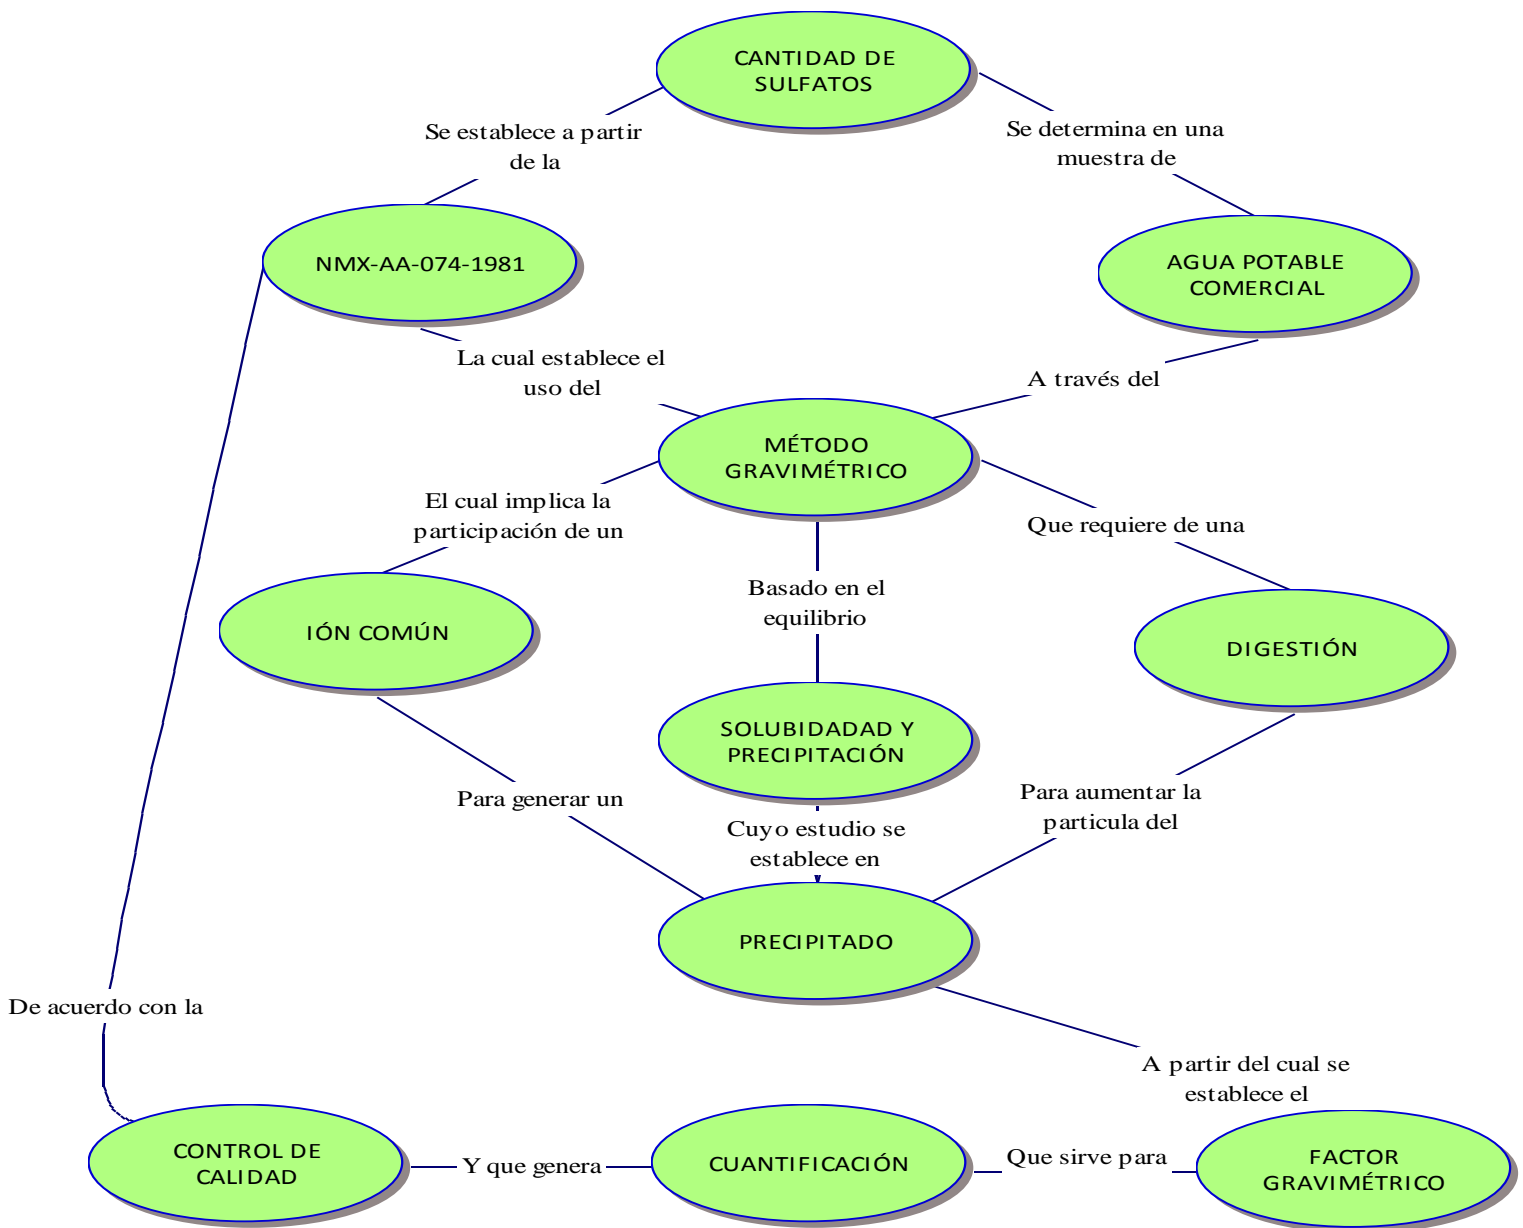 CANTIDAD DE
SULFATOS
Se establece a partir
de la
Se determina en una
muestra de
NMX-AA-074-1981
AGUA POTABLE
COMERCIAL
La cual establece el
uso del
A través del
MÉTODO
GRAVIMÉTRICO
El cual implica la
participación de un
Que requiere de una
Basado en el
equilibrio
IÓN COMÚN
DIGESTIÓN
SOLUBIDADAD Y
PRECIPITACIÓN
Para generar un
Para aumentar la
particula del
Cuyo estudio se
establece en
PRECIPITADO
De acuerdo con la
A partir del cual se
establece el
CONTROL DE
CALIDAD
Y que genera
CUANTIFICACIÓN
Que sirve para
FACTOR
GRAVIMÉTRICO